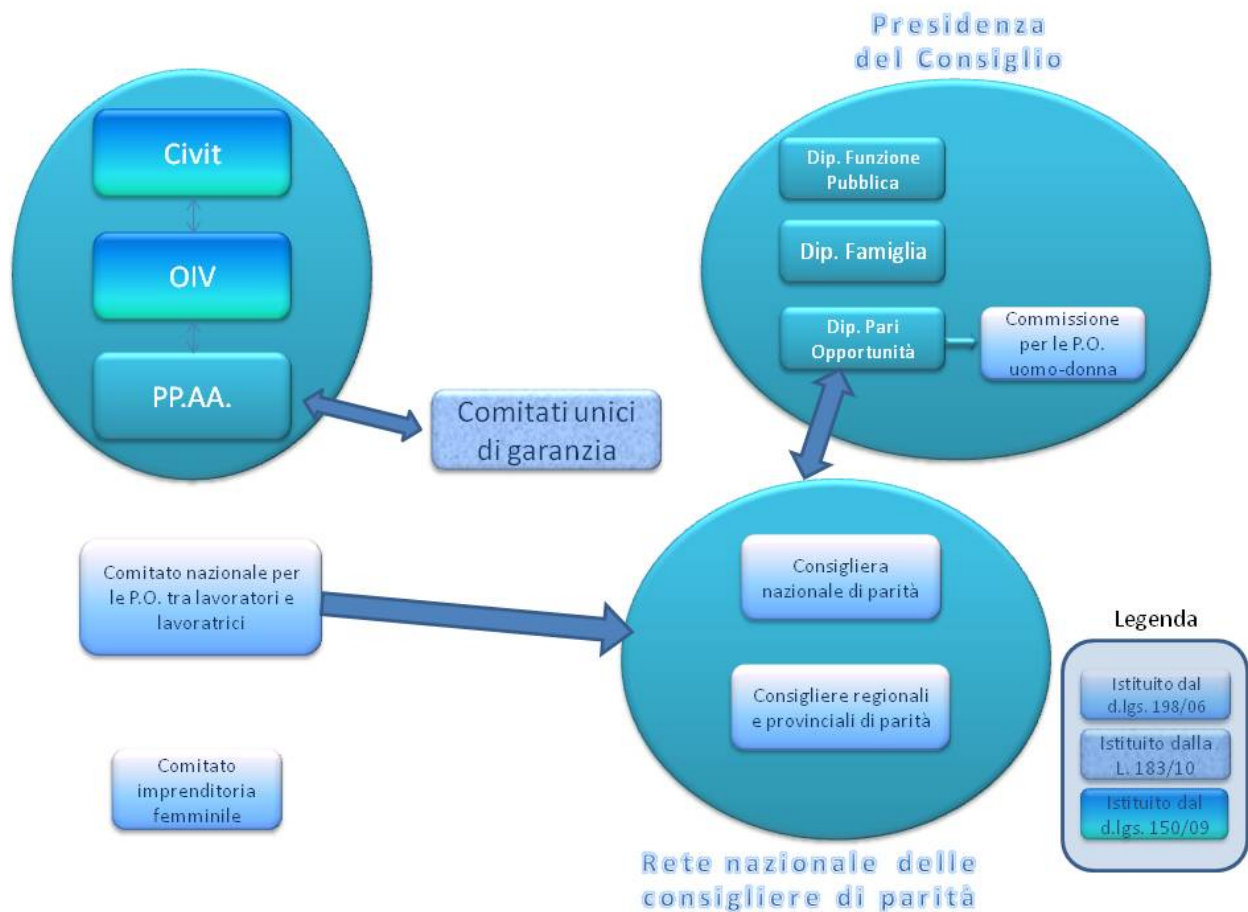 Presidenza
del Consiglio
Civit
OIV
PP.AA.
Dip. Funzione
Pubblica
Dip. Famiglia
Dip. Pari
Opportunità
Commissione
per le P.O.
uomo-donna
Comitati unici
di garanzia
Comitato nazionale per
le P.O. tra lavoratori e
lavoratrici
Consigliera
nazionale di parità
Consigliere regionali
e provinciali di parità
Comitato
imprenditoria
femminile
Legenda
Istituito dal
d.lgs. 198/06
Istituito dalla
L. 183/10
Istituito dal
d.lgs. 150/09
Rete nazionale delle
consigliere di parità